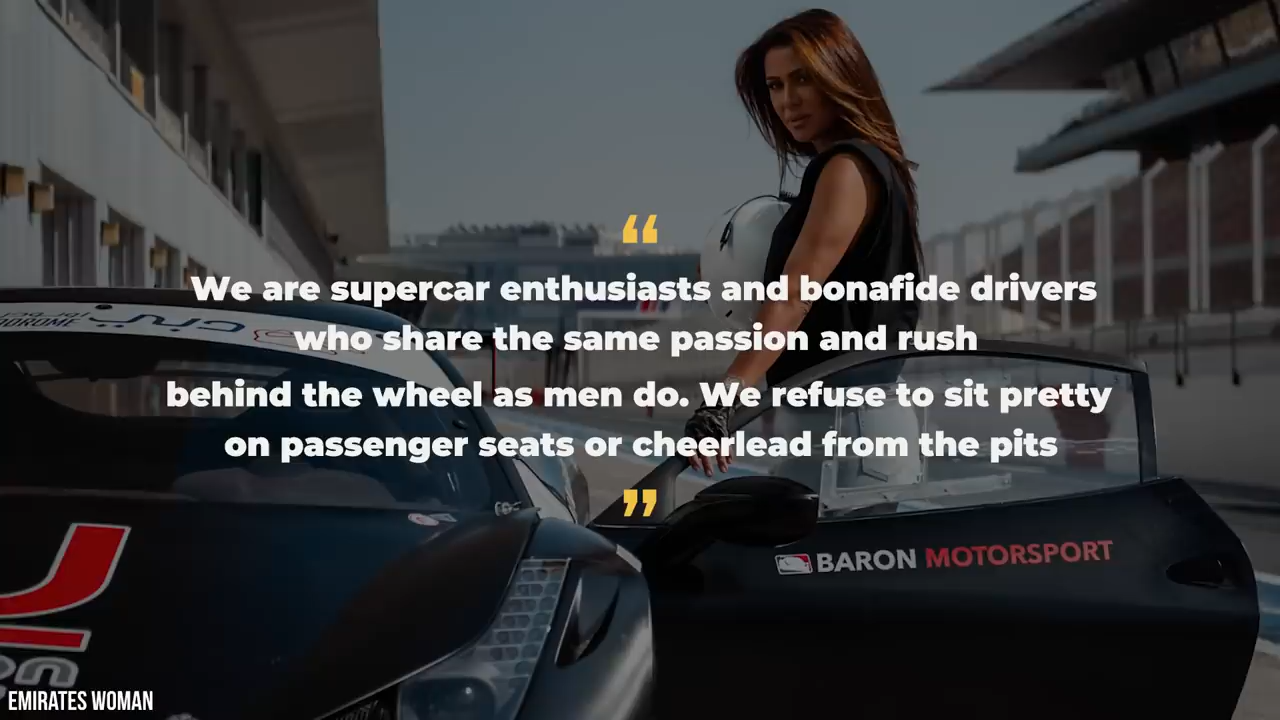 “
We are supercar enthusiasts and bonafide drivers
who share the same passion and rush
behind the wheel as men do. We refuse to sit pretty
on passenger seats or cheerlead from the pits
”
BARON MOTORSPORT
EMIRATES WOMAN